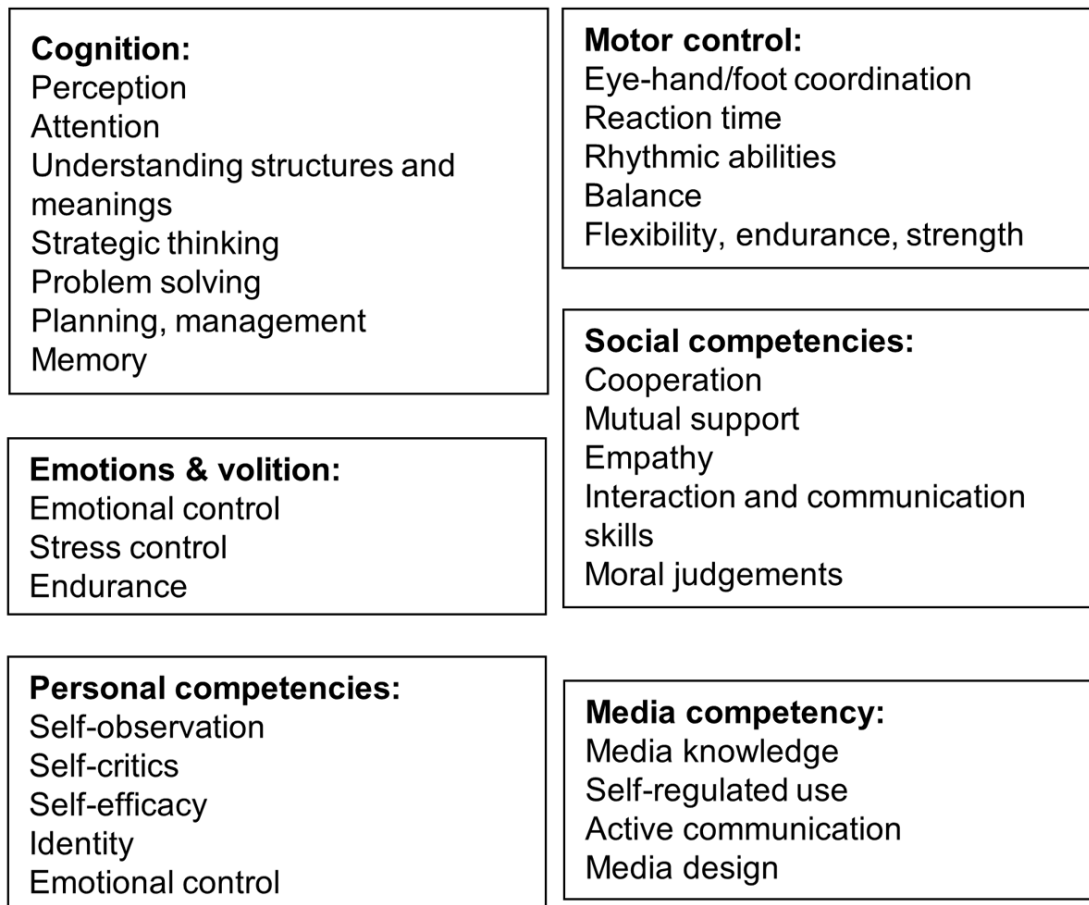 Cognition:
Perception
Attention
Understanding structures and
meanings
Strategic thinking
Problem solving
Planning, management
Memory
Emotions & volition:
Emotional control
Stress control
Endurance
Personal competencies:
Self-observation
Self-critics
Self-efficacy
Identity
Emotional control
Motor control:
Eye-hand/foot coordination
Reaction time
Rhythmic abilities
Balance
Flexibility, endurance, strength
Social competencies:
Cooperation
Mutual support
Empathy
Interaction and communication
skills
Moral judgements
Media competency:
Media knowledge
Self-regulated use
Active communication
Media design